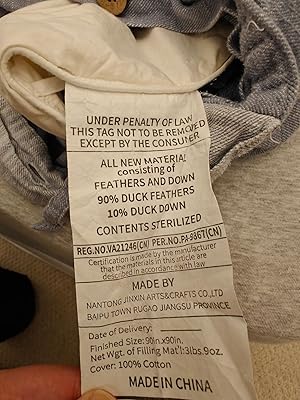 UNDER PENALTY OF LAW
THIS TAG NOT TO BE REMOVED
EXCEPT BY THE CONSUMER
ALL NEW MATERIAL
consisting of
FEATHERS AND DOWN
90% DUCK FEATHERS
10% DUCK DOWN
CONTENTS STERILIZED
REG.NO.VA21246(CN) PER.NO.PA-9867(CN)
Certification is made by the manufacturer
that the materials in this article are
described in accordance with law
MADE BY
NANTONG JINXIN ARTS&CRAFTS CO.,LTD
BAIPU TOWN RUGAO JIANGSU PROVINCE
Date of Delivery:
Finished Size:90in.x90in.
Net Wgt. of Filling Mat':3lbs.9oz.
Cover: 100% Cotton
MADE IN CHINA